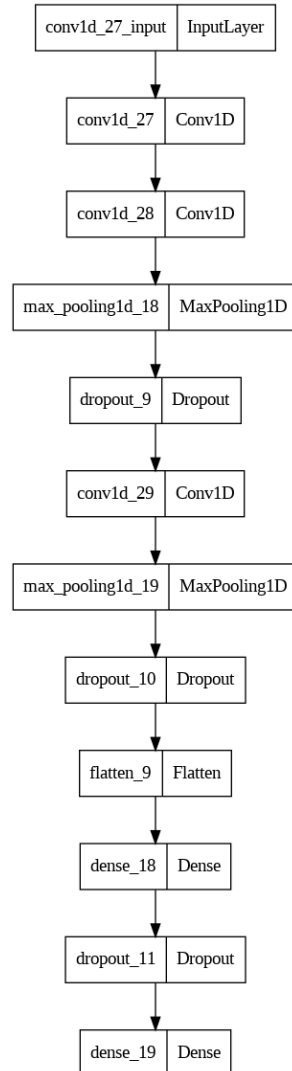 conv1d_27_input InputLayer
conv1d_27 Conv1D
conv1d_28 Conv1D
max_pooling1d_18 MaxPooling1D
dropout_9 Dropout
conv1d_29 Conv1D
max_pooling1d_19 MaxPooling1D
dropout_10 Dropout
flatten_9 Flatten
dense_18 Dense
dropout_11 Dropout
dense_19 Dense